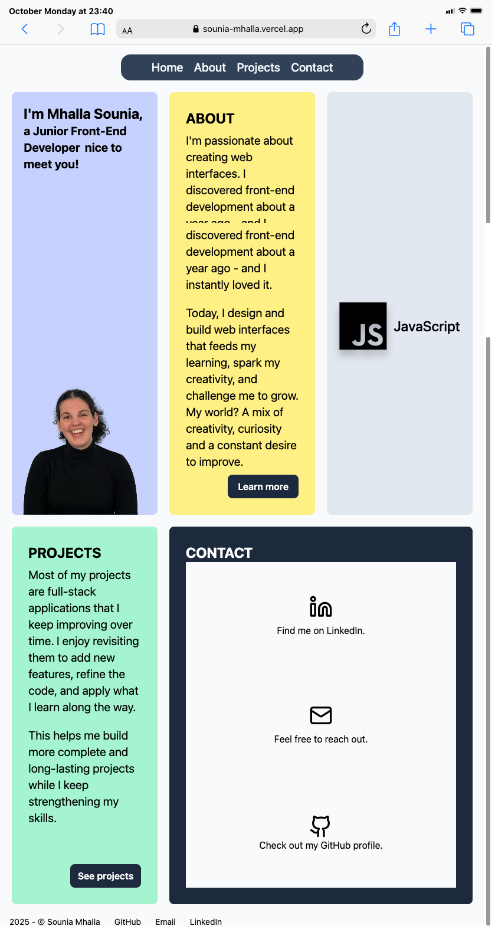 October Monday at 23:40
AA
sounia-mhalla.vercel.app
Home About Projects Contact
I'm Mhalla Sounia,
a Junior Front-End
Developer nice to
meet you!
ABOUT
I'm passionate about
creating web
interfaces. I
discovered front-end
development about a
year ago - and I
discovered front-end
development about a
year ago - and I
instantly loved it.
Today, I design and
build web interfaces
that feeds my
learning, spark my
creativity, and
challenge me to grow.
My world? A mix of
creativity, curiosity
and a constant desire
to improve.
Learn more
JS JavaScript
PROJECTS
Most of my projects
are full-stack
applications that I
keep improving over
time. I enjoy revisiting
them to add new
features, refine the
code, and apply what
I learn along the way.
This helps me build
more complete and
long-lasting projects
while I keep
strengthening my
skills.
See projects
CONTACT
in
Find me on LinkedIn.
Feel free to reach out.
Check out my GitHub profile.
2025 - © Sounia Mhalla GitHub Email LinkedIn